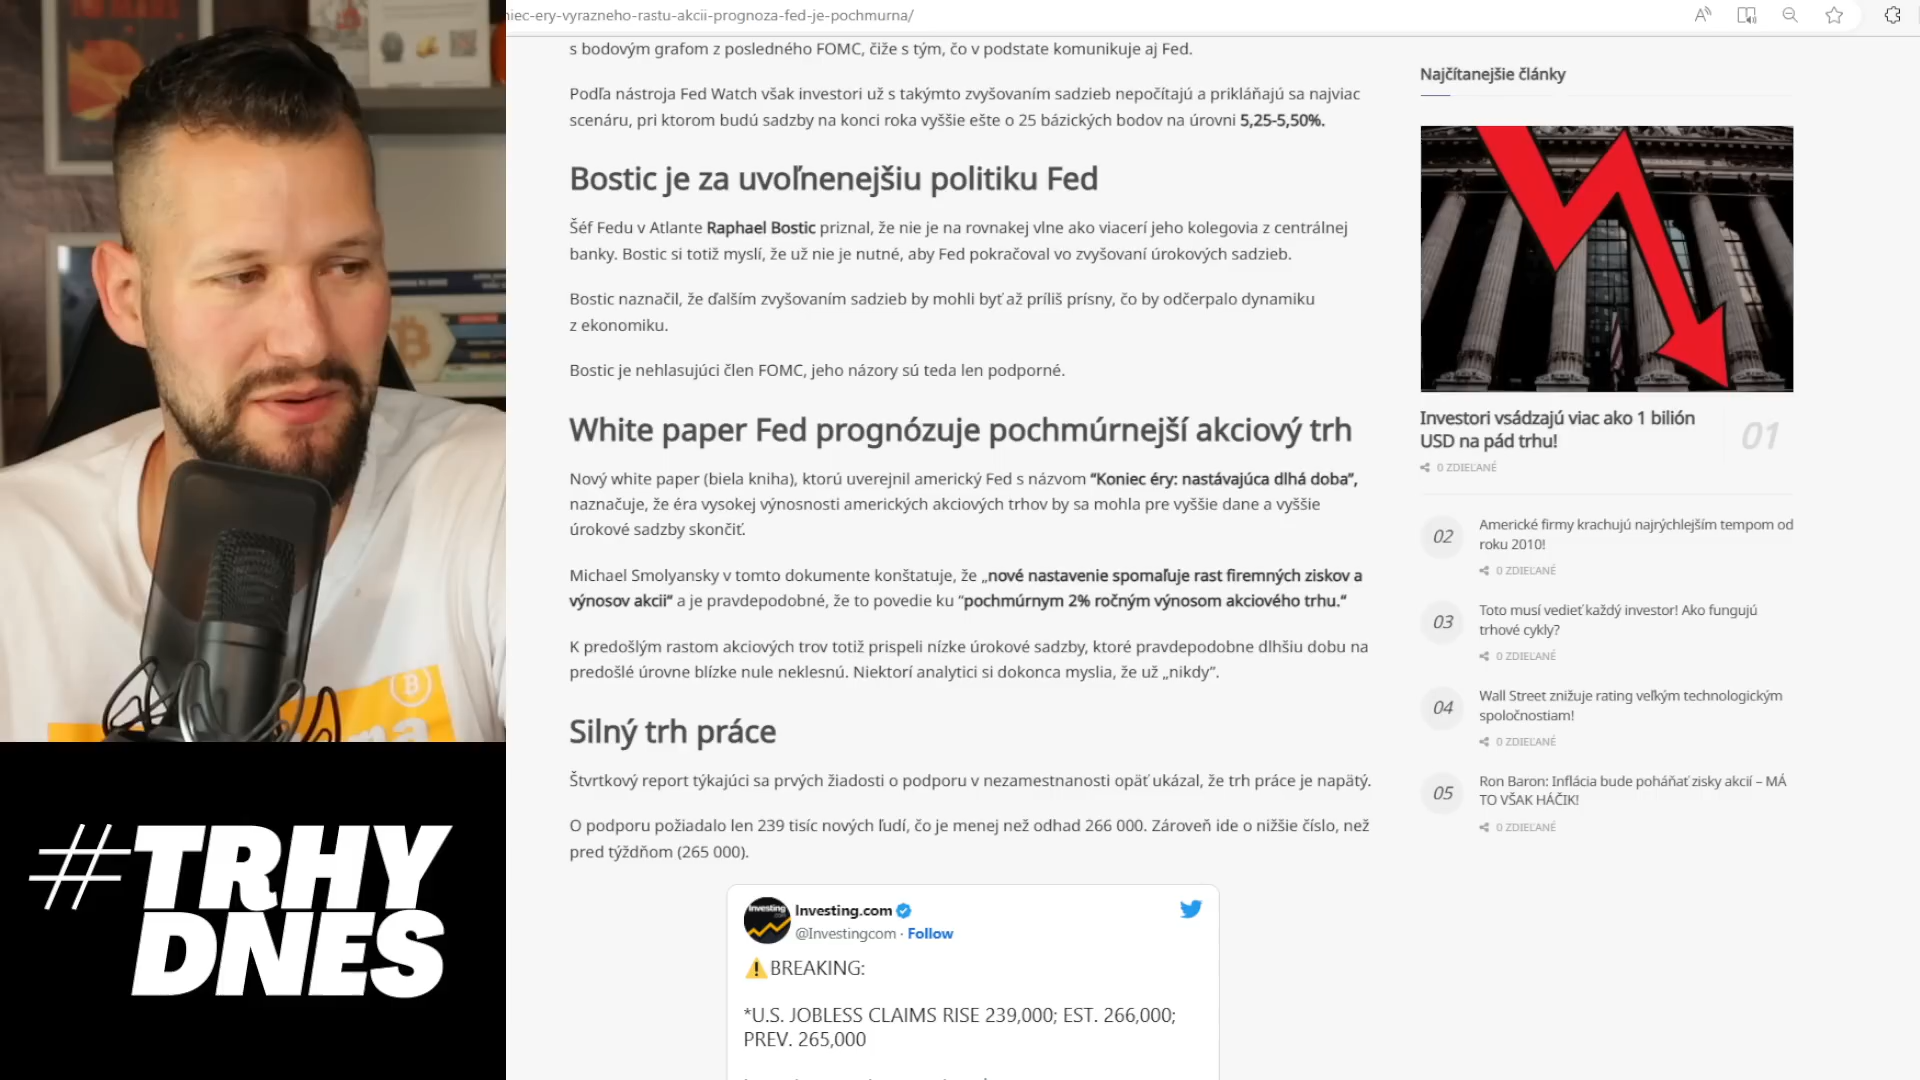 niec-ery-vyrazneho-rastu-akcii-prognoza-fed-je-pochmurna/
s bodovým grafom z posledného FOMC, čiže s tým, čo v podstate komunikuje aj Fed.
Podľa nástroja Fed Watch však investori už s takýmto zvyšovaním sadzieb nepočítajú a prikláňajú sa najviac
scenáru, pri ktorom budú sadzby na konci roka vyššie ešte o 25 bázických bodov na úrovni 5,25-5,50%.
Bostic je za uvoľnenejšiu politiku Fed
Šéf Fedu v Atlante Raphael Bostic priznal, že nie je na rovnakej vlne ako viacerí jeho kolegovia z centrálnej
banky. Bostic si totiž myslí, že už nie je nutné, aby Fed pokračoval vo zvyšovaní úrokových sadzieb.
Bostic naznačil, že ďalším zvyšovaním sadzieb by mohli byť až príliš prísny, čo by odčerpalo dynamiku
z ekonomiku.
Bostic je nehlasujúci člen FOMC, jeho názory sú teda len podporné.
White paper Fed prognózuje pochmúrnejší akciový trh
Nový white paper (biela kniha), ktorú uverejnil americký Fed s názvom “Koniec éry: nastávajúca dlhá doba”,
naznačuje, že éra vysokej výnosnosti amerických akciových trhov by sa mohla pre vyššie dane a vyššie
úrokové sadzby skončiť.
Michael Smolyansky v tomto dokumente konštatuje, že „nové nastavenie spomaľuje rast firemných ziskov a
výnosov akcií“ a je pravdepodobné, že to povedie ku “pochmúrnym 2% ročným výnosom akciového trhu.“
K predošlým rastom akciových trov totiž prispeli nízke úrokové sadzby, ktoré pravdepodobne dlhšiu dobu na
predošlé úrovne blízke nule neklesnú. Niektorí analytici si dokonca myslia, že už „nikdy”.
Silný trh práce
Štvrtkový report týkajúci sa prvých žiadosti o podporu v nezamestnanosti opäť ukázal, že trh práce je napätý.
O podporu požiadalo len 239 tisíc nových ľudí, čo je menej než odhad 266 000. Zároveň ide o nižšie číslo, než
pred týždňom (265 000).
Investing.com
@Investingcom · Follow
⚠️BREAKING:
*U.S. JOBLESS CLAIMS RISE 239,000; EST. 266,000;
PREV. 265,000
Najčítanejšie články
Investori vsádzajú viac ako 1 bilión
USD na pád trhu!
01
0 ZDIEĽANÉ
02
Americké firmy krachujú najrýchlejším tempom od
roku 2010!
0 ZDIEĽANÉ
03
Toto musí vedieť každý investor! Ako fungujú
trhové cykly?
0 ZDIEĽANÉ
04
Wall Street znižuje rating veľkým technologickým
spoločnostiam!
0 ZDIEĽANÉ
05
Ron Baron: Inflácia bude poháňať zisky akcií – MÁ
TO VŠAK HÁČIK!
0 ZDIEĽANÉ
#TRHY
DNES